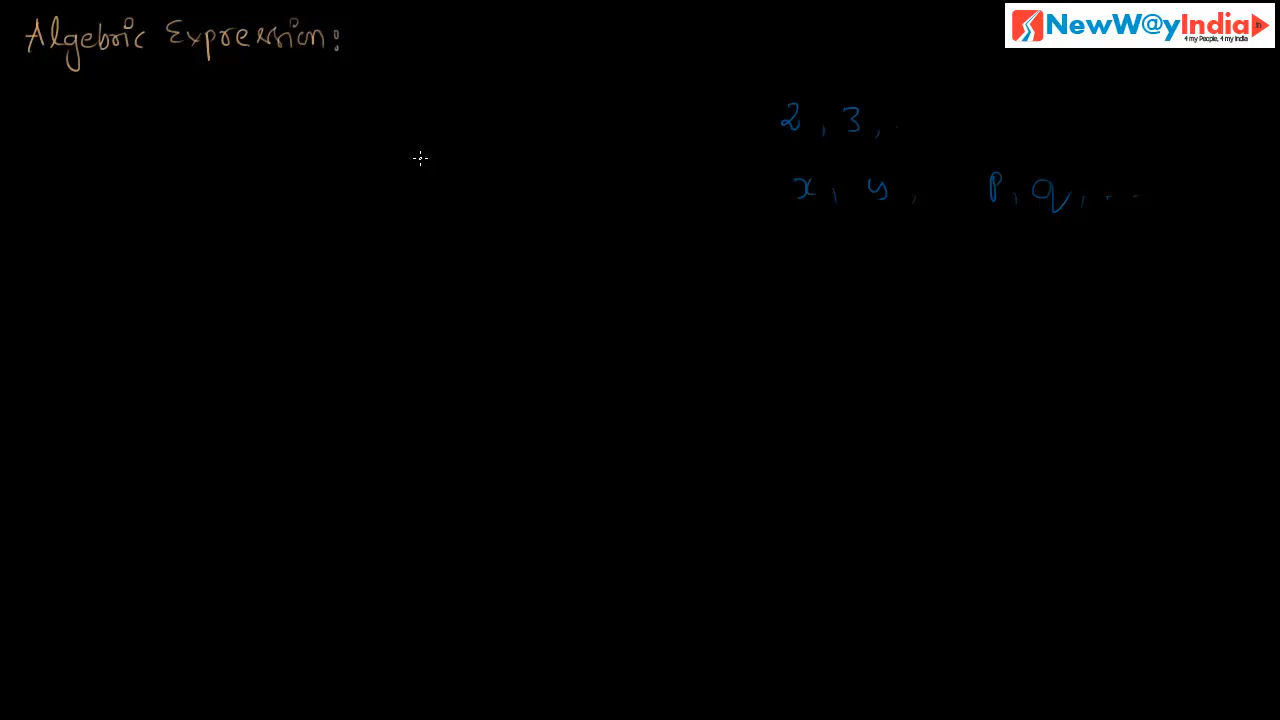 Algebric Expression:
NewW@yIndia
4 my People, 4 my India
2, 3, .
x, y, p, q, ...